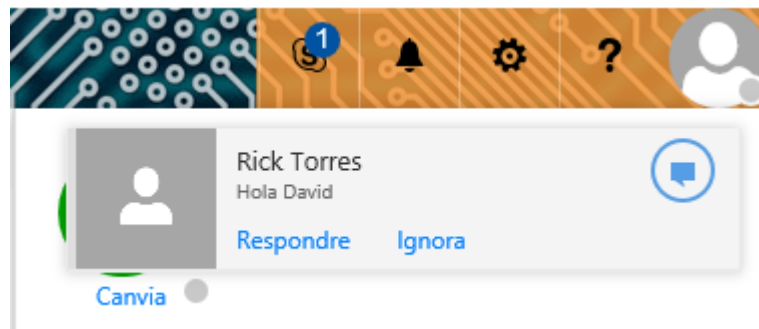 1
?
Rick Torres
Hola David
Respondre Ignora
Canvia